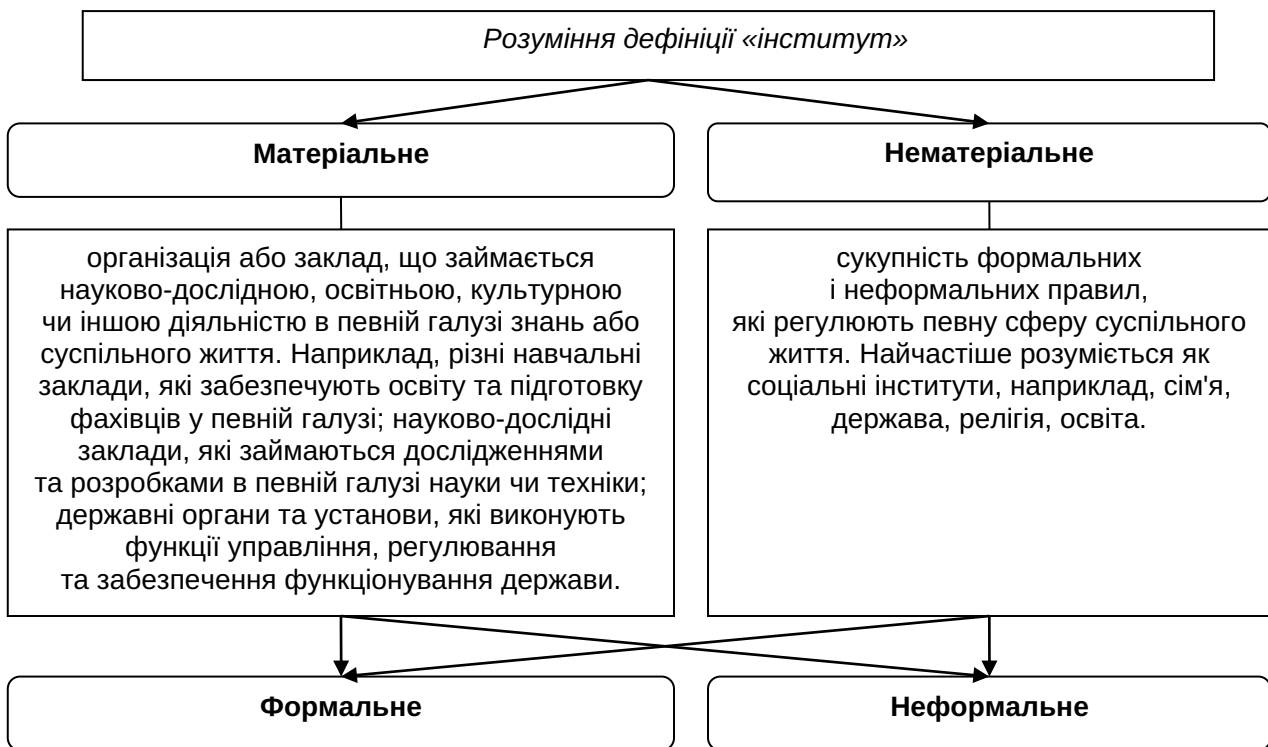 Розуміння дефініції «інститут»
Матеріальне
Нематеріальне
організація або заклад, що займається
науково-дослідною, освітньою, культурною
чи іншою діяльністю в певній галузі знань або
суспільного життя. Наприклад, різні навчальні
заклади, які забезпечують освіту та підготовку
фахівців у певній галузі; науково-дослідні
заклади, які займаються дослідженнями
та розробками в певній галузі науки чи техніки;
державні органи та установи, які виконують
функції управління, регулювання
та забезпечення функціонування держави.
сукупність формальних
і неформальних правил,
які регулюють певну сферу суспільного
життя. Найчастіше розуміється як
соціальні інститути, наприклад, сім'я,
держава, релігія, освіта.
Формальне
Неформальне